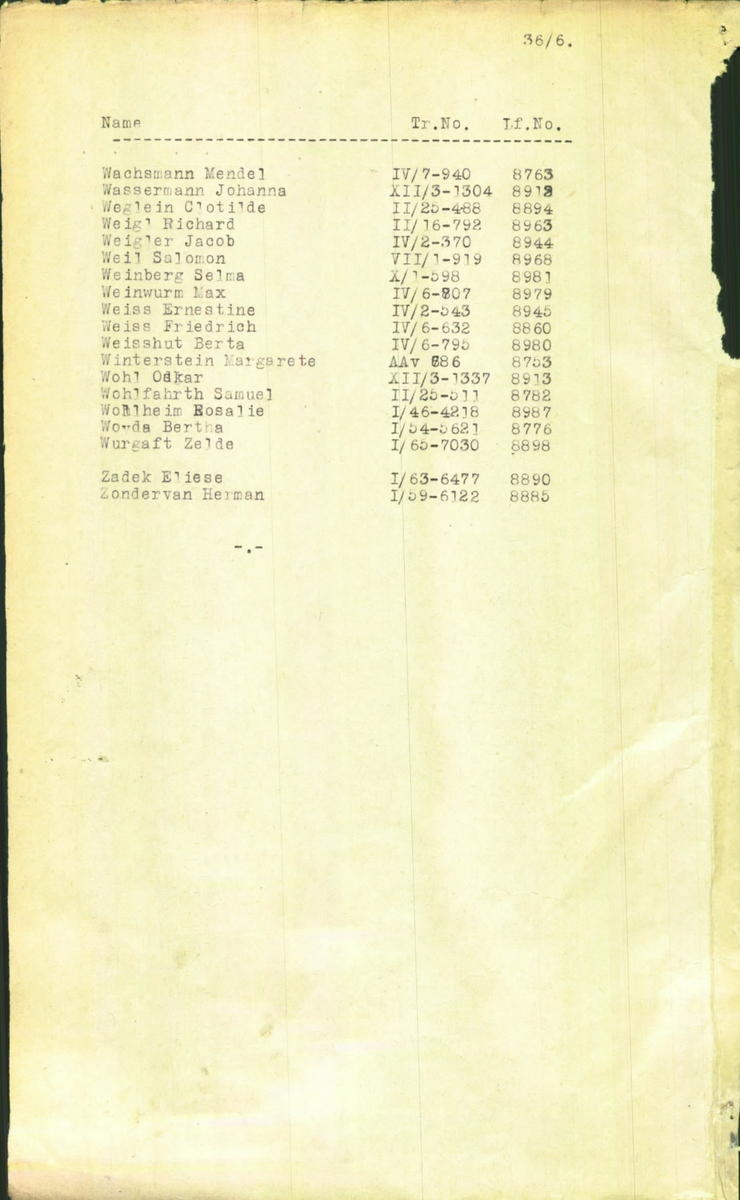 36/6.
Name Tr.No. Lf.No.
Wachsmann Mendel IV/7-940 8763
Wassermann Johanna XII/3-1304 8912
Weglein Clotilde II/25-488 8894
Weigl Richard II/16-792 8963
Weigler Jacob IV/2-370 8944
Weil Salomon VII/1-919 8968
Weinberg Selma X/1-598 8981
Weinwurm Max IV/6-807 8979
Weiss Ernestine IV/2-543 8945
Weiss Friedrich IV/6-632 8860
Weisshut Berta IV/6-795 8980
Winterstein Margarete AAv 8753
Wohl Oskar XII/3-1337 8913
Wohlfahrth Samuel II/25-511 8782
Wollheim Rosalie I/46-4218 8987
Worda Bertha I/54-5621 8776
Wurgaft Zelde I/65-7030 8898
Zadek Eliese I/63-6477 8890
Zondervan Herman I/59-6122 8885
-.-